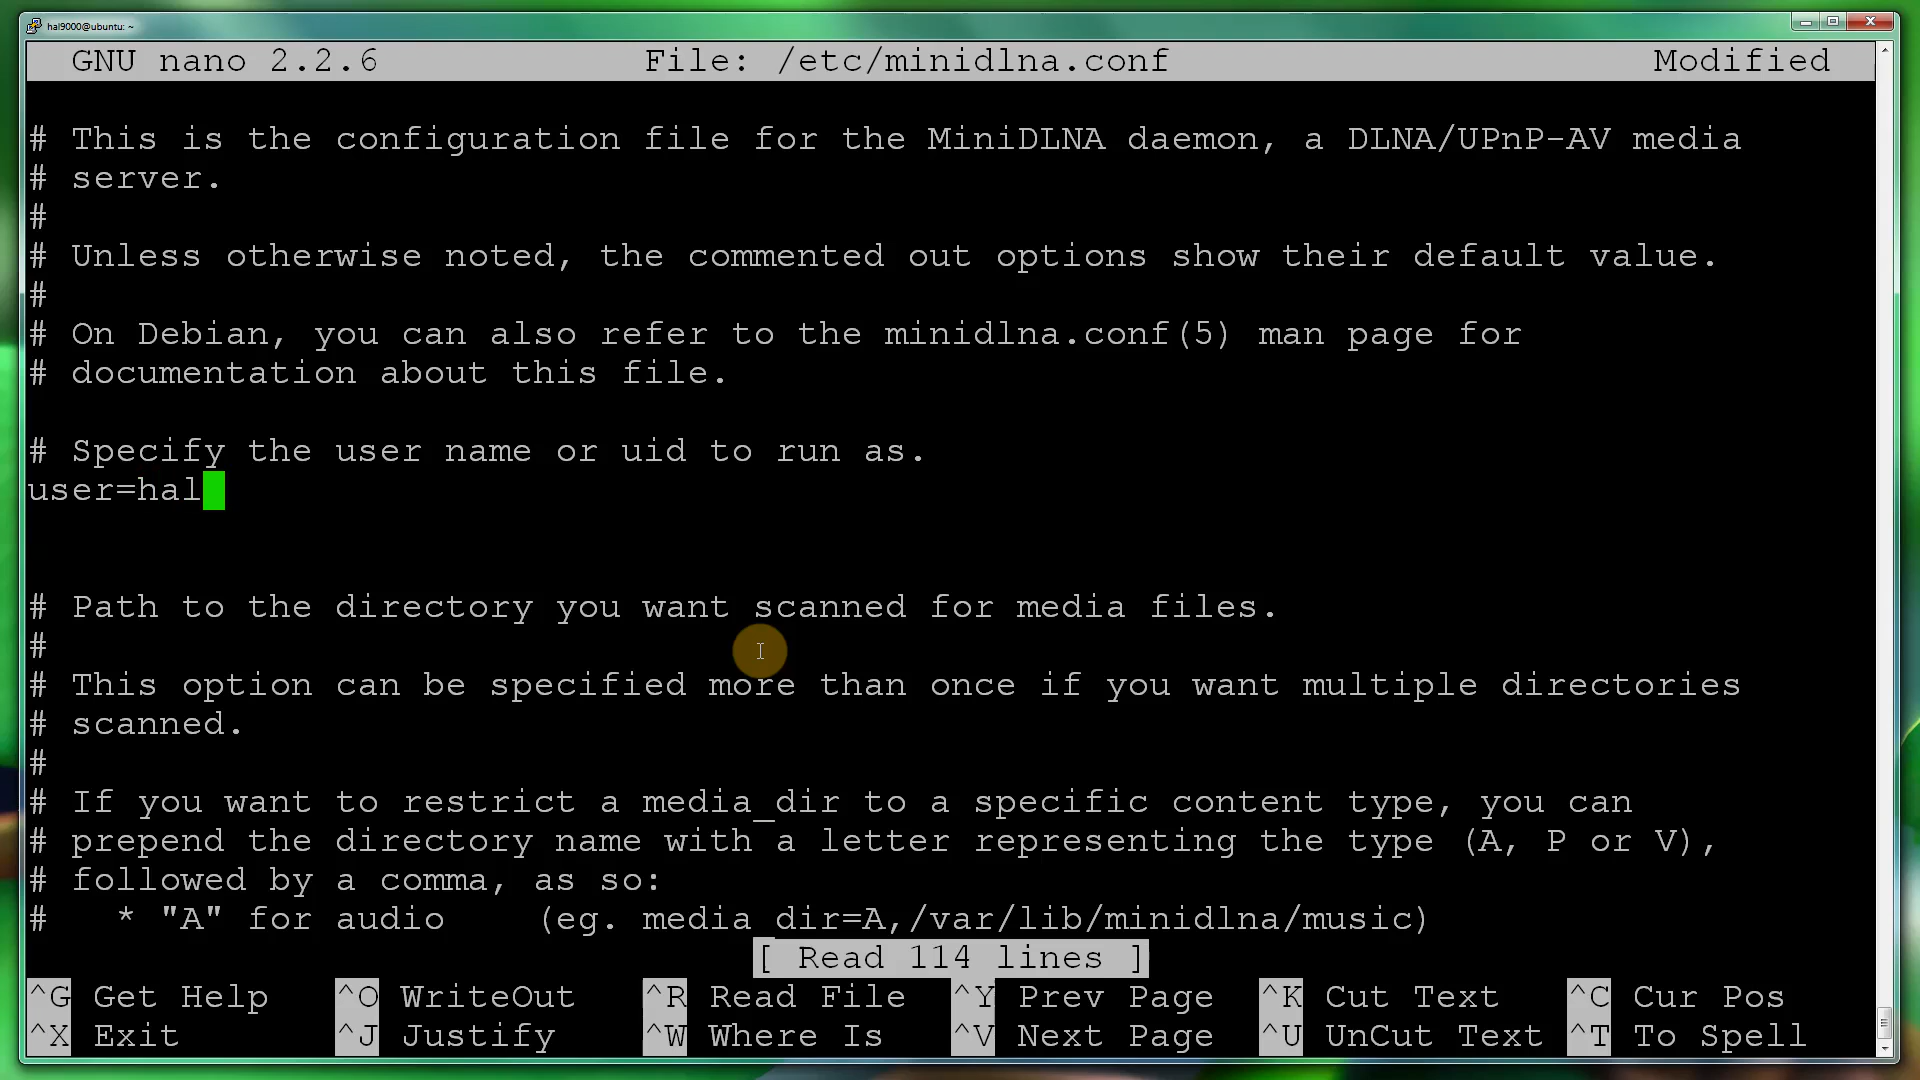 hal9000@ubuntu: ~
GNU nano 2.2.6 File: /etc/minidlna.conf Modified
# This is the configuration file for the MiniDLNA daemon, a DLNA/UPnP-AV media
# server.
#
# Unless otherwise noted, the commented out options show their default value.
#
# On Debian, you can also refer to the minidlna.conf(5) man page for
# documentation about this file.
# Specify the user name or uid to run as.
user=hal
# Path to the directory you want scanned for media files.
#
# This option can be specified more than once if you want multiple directories
# scanned.
#
# If you want to restrict a media_dir to a specific content type, you can
# prepend the directory name with a letter representing the type (A, P or V),
# followed by a comma, as so:
#   * "A" for audio    (eg. media_dir=A,/var/lib/minidlna/music)
[ Read 114 lines ]
^G Get Help ^O WriteOut ^R Read File ^Y Prev Page ^K Cut Text ^C Cur Pos
^X Exit ^J Justify ^W Where Is ^V Next Page ^U UnCut Text ^T To Spell